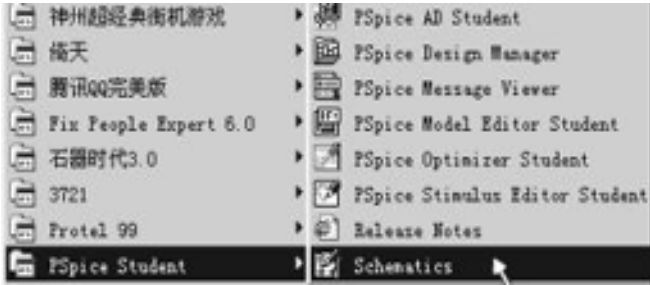 神州超经典街机游戏
倚天
腾讯QQ完美版
Fix People Expert 6.0
石器时代3.0
3721
Protel 99
PSpice Student
PSpice AD Student
PSpice Design Manager
PSpice Message Viewer
PSpice Model Editor Student
PSpice Optimizer Student
PSpice Stimulus Editor Student
Release Notes
Schematics